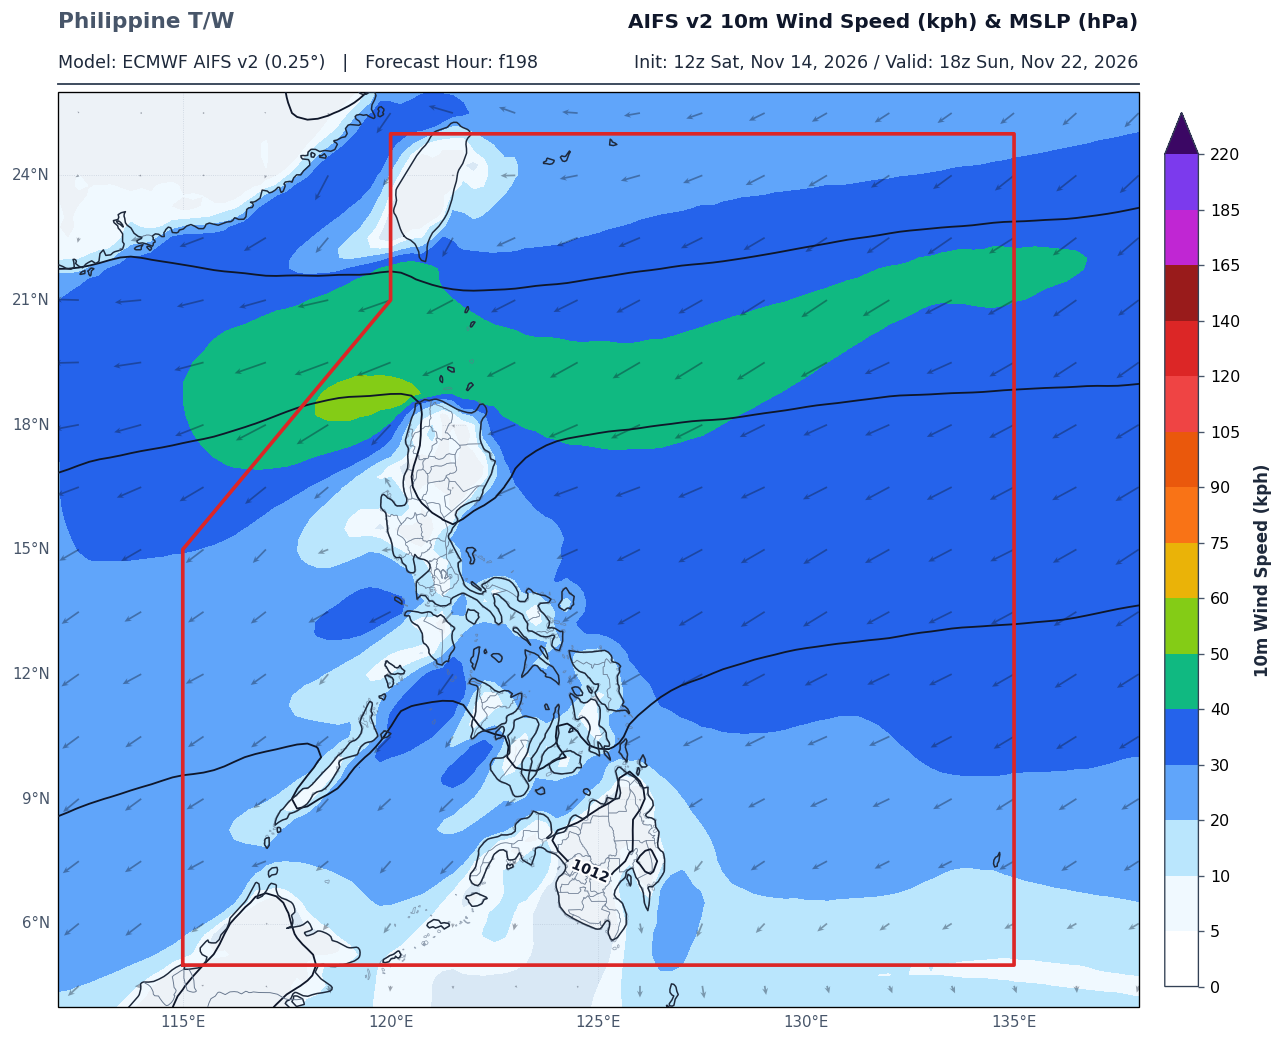 Philippine T/W
AIFS v2 10m Wind Speed (kph) & MSLP (hPa)
Model: ECMWF AIFS v2 (0.25°)   |   Forecast Hour: f198
Init: 12z Sat, Nov 14, 2026 / Valid: 18z Sun, Nov 22, 2026
24°N
21°N
18°N
15°N
12°N
9°N
6°N
115°E
120°E
125°E
130°E
135°E
1012
220
185
165
140
120
105
90
75
60
50
40
30
20
10
5
0
10m Wind Speed (kph)